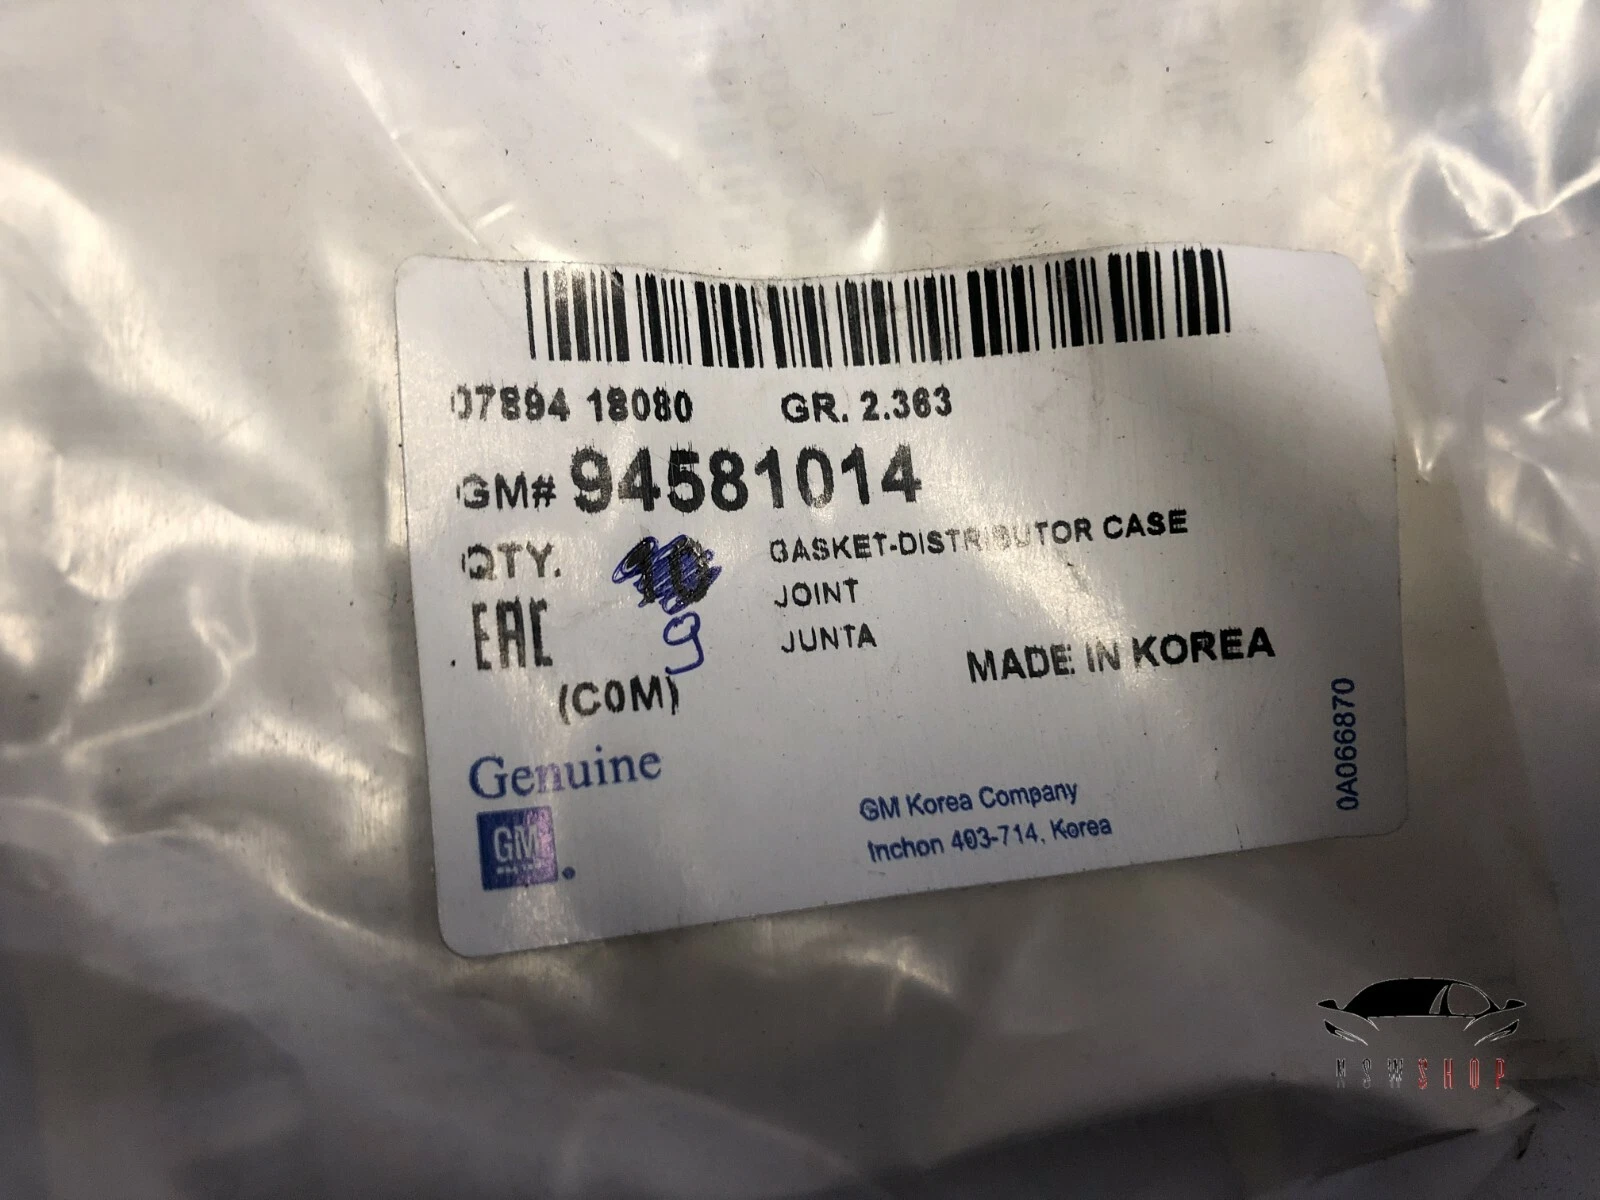 07894 18080 GR. 2.363
GM# 94581014
QTY. 10 GASKET-DISTRIBUTOR CASE
9
JOINT
EAC
JUNTA
MADE IN KOREA
(COM)
Genuine
GM
GM Korea Company
Inchon 403-714, Korea
0A066870
NSWSHOP